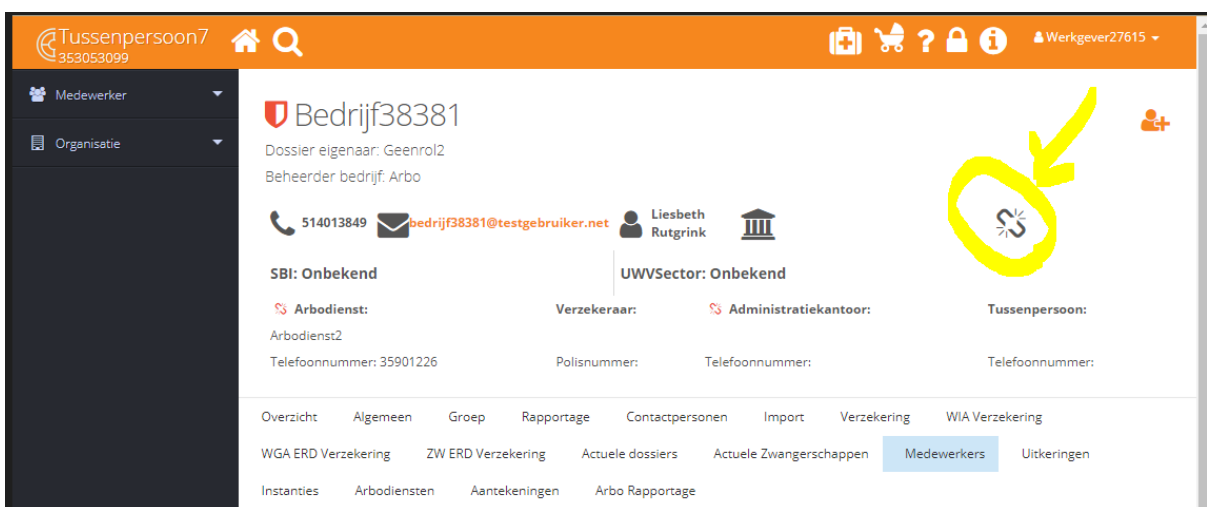 Tussenpersoon7
353053099
Werkgever27615
Medewerker
Organisatie
Bedrijf38381
Dossier eigenaar: Geenrol2
Beheerder bedrijf: Arbo
514013849 bedrijf38381@testgebruiker.net Liesbeth
Rutgrink
SBI: Onbekend UWVSector: Onbekend
Arbodienst: Verzekeraar: Administratiekantoor: Tussenpersoon:
Arbodienst2
Telefoonnummer: 35901226 Polisnummer: Telefoonnummer: Telefoonnummer:
Overzicht Algemeen Groep Rapportage Contactpersonen Import Verzekering WIA Verzekering
WGA ERD Verzekering ZW ERD Verzekering Actuele dossiers Actuele Zwangerschappen Medewerkers Uitkeringen
Instanties Arbodiensten Aantekeningen Arbo Rapportage